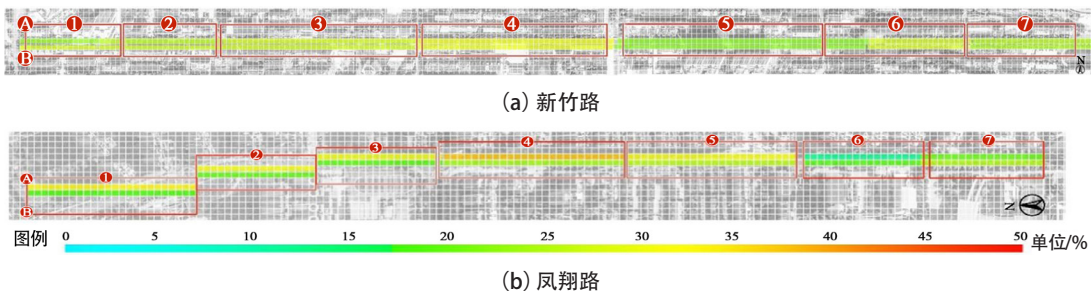 A ① ② ③ ④ ⑤ ⑥ ⑦
B
N
(a) 新竹路
① ② ③ ④ ⑤ ⑥ ⑦
A
B
N
图例 0 5 10 15 20 25 30 35 40 45 50 单位/%
(b) 凤翔路